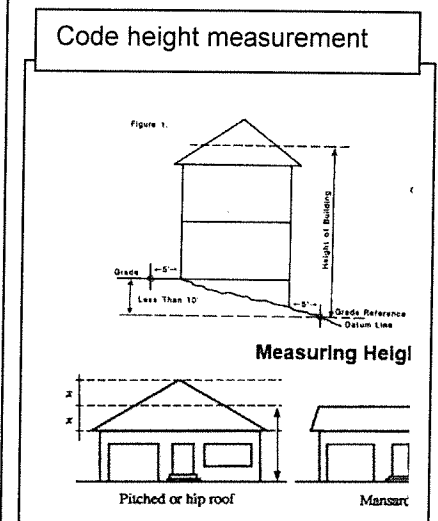 Code height measurement
Figure 1.
Height of Building
Grade
5'
Less Than 10'
5'
Grade Reference
Datum Line
Measuring Heigh
Pitched or hip roof
Mansard